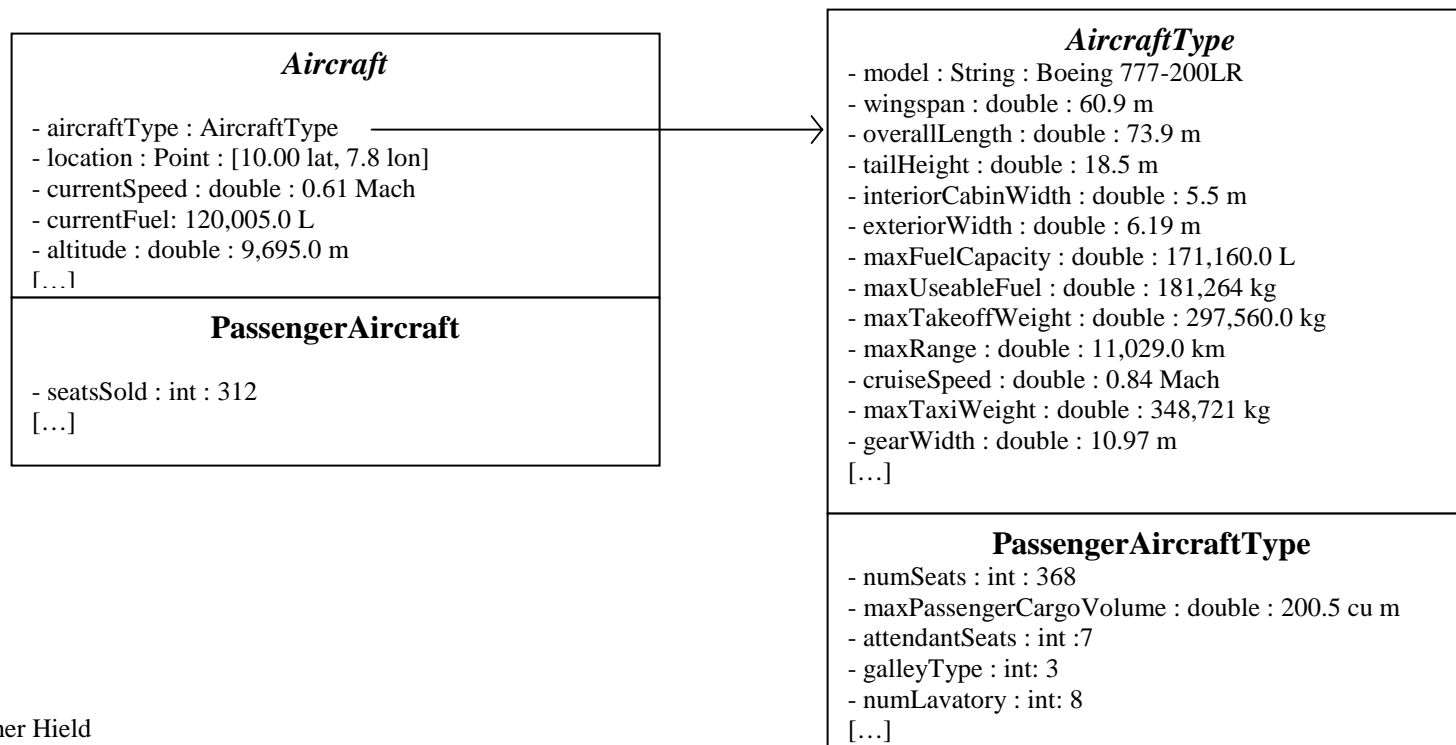 Aircraft
- aircraftType : AircraftType
- location : Point : [10.00 lat, 7.8 lon]
- currentSpeed : double : 0.61 Mach
- currentFuel: 120,005.0 L
- altitude : double : 9,695.0 m
[…]
PassengerAircraft
- seatsSold : int : 312
[…]
AircraftType
- model : String : Boeing 777-200LR
- wingspan : double : 60.9 m
- overallLength : double : 73.9 m
- tailHeight : double : 18.5 m
- interiorCabinWidth : double : 5.5 m
- exteriorWidth : double : 6.19 m
- maxFuelCapacity : double : 171,160.0 L
- maxUseableFuel : double : 181,264 kg
- maxTakeoffWeight : double : 297,560.0 kg
- maxRange : double : 11,029.0 km
- cruiseSpeed : double : 0.84 Mach
- maxTaxiWeight : double : 348,721 kg
- gearWidth : double : 10.97 m
[…]
PassengerAircraftType
- numSeats : int : 368
- maxPassengerCargoVolume : double : 200.5 cu m
- attendantSeats : int :7
- galleyType : int: 3
- numLavatory : int: 8
[…]
Hield